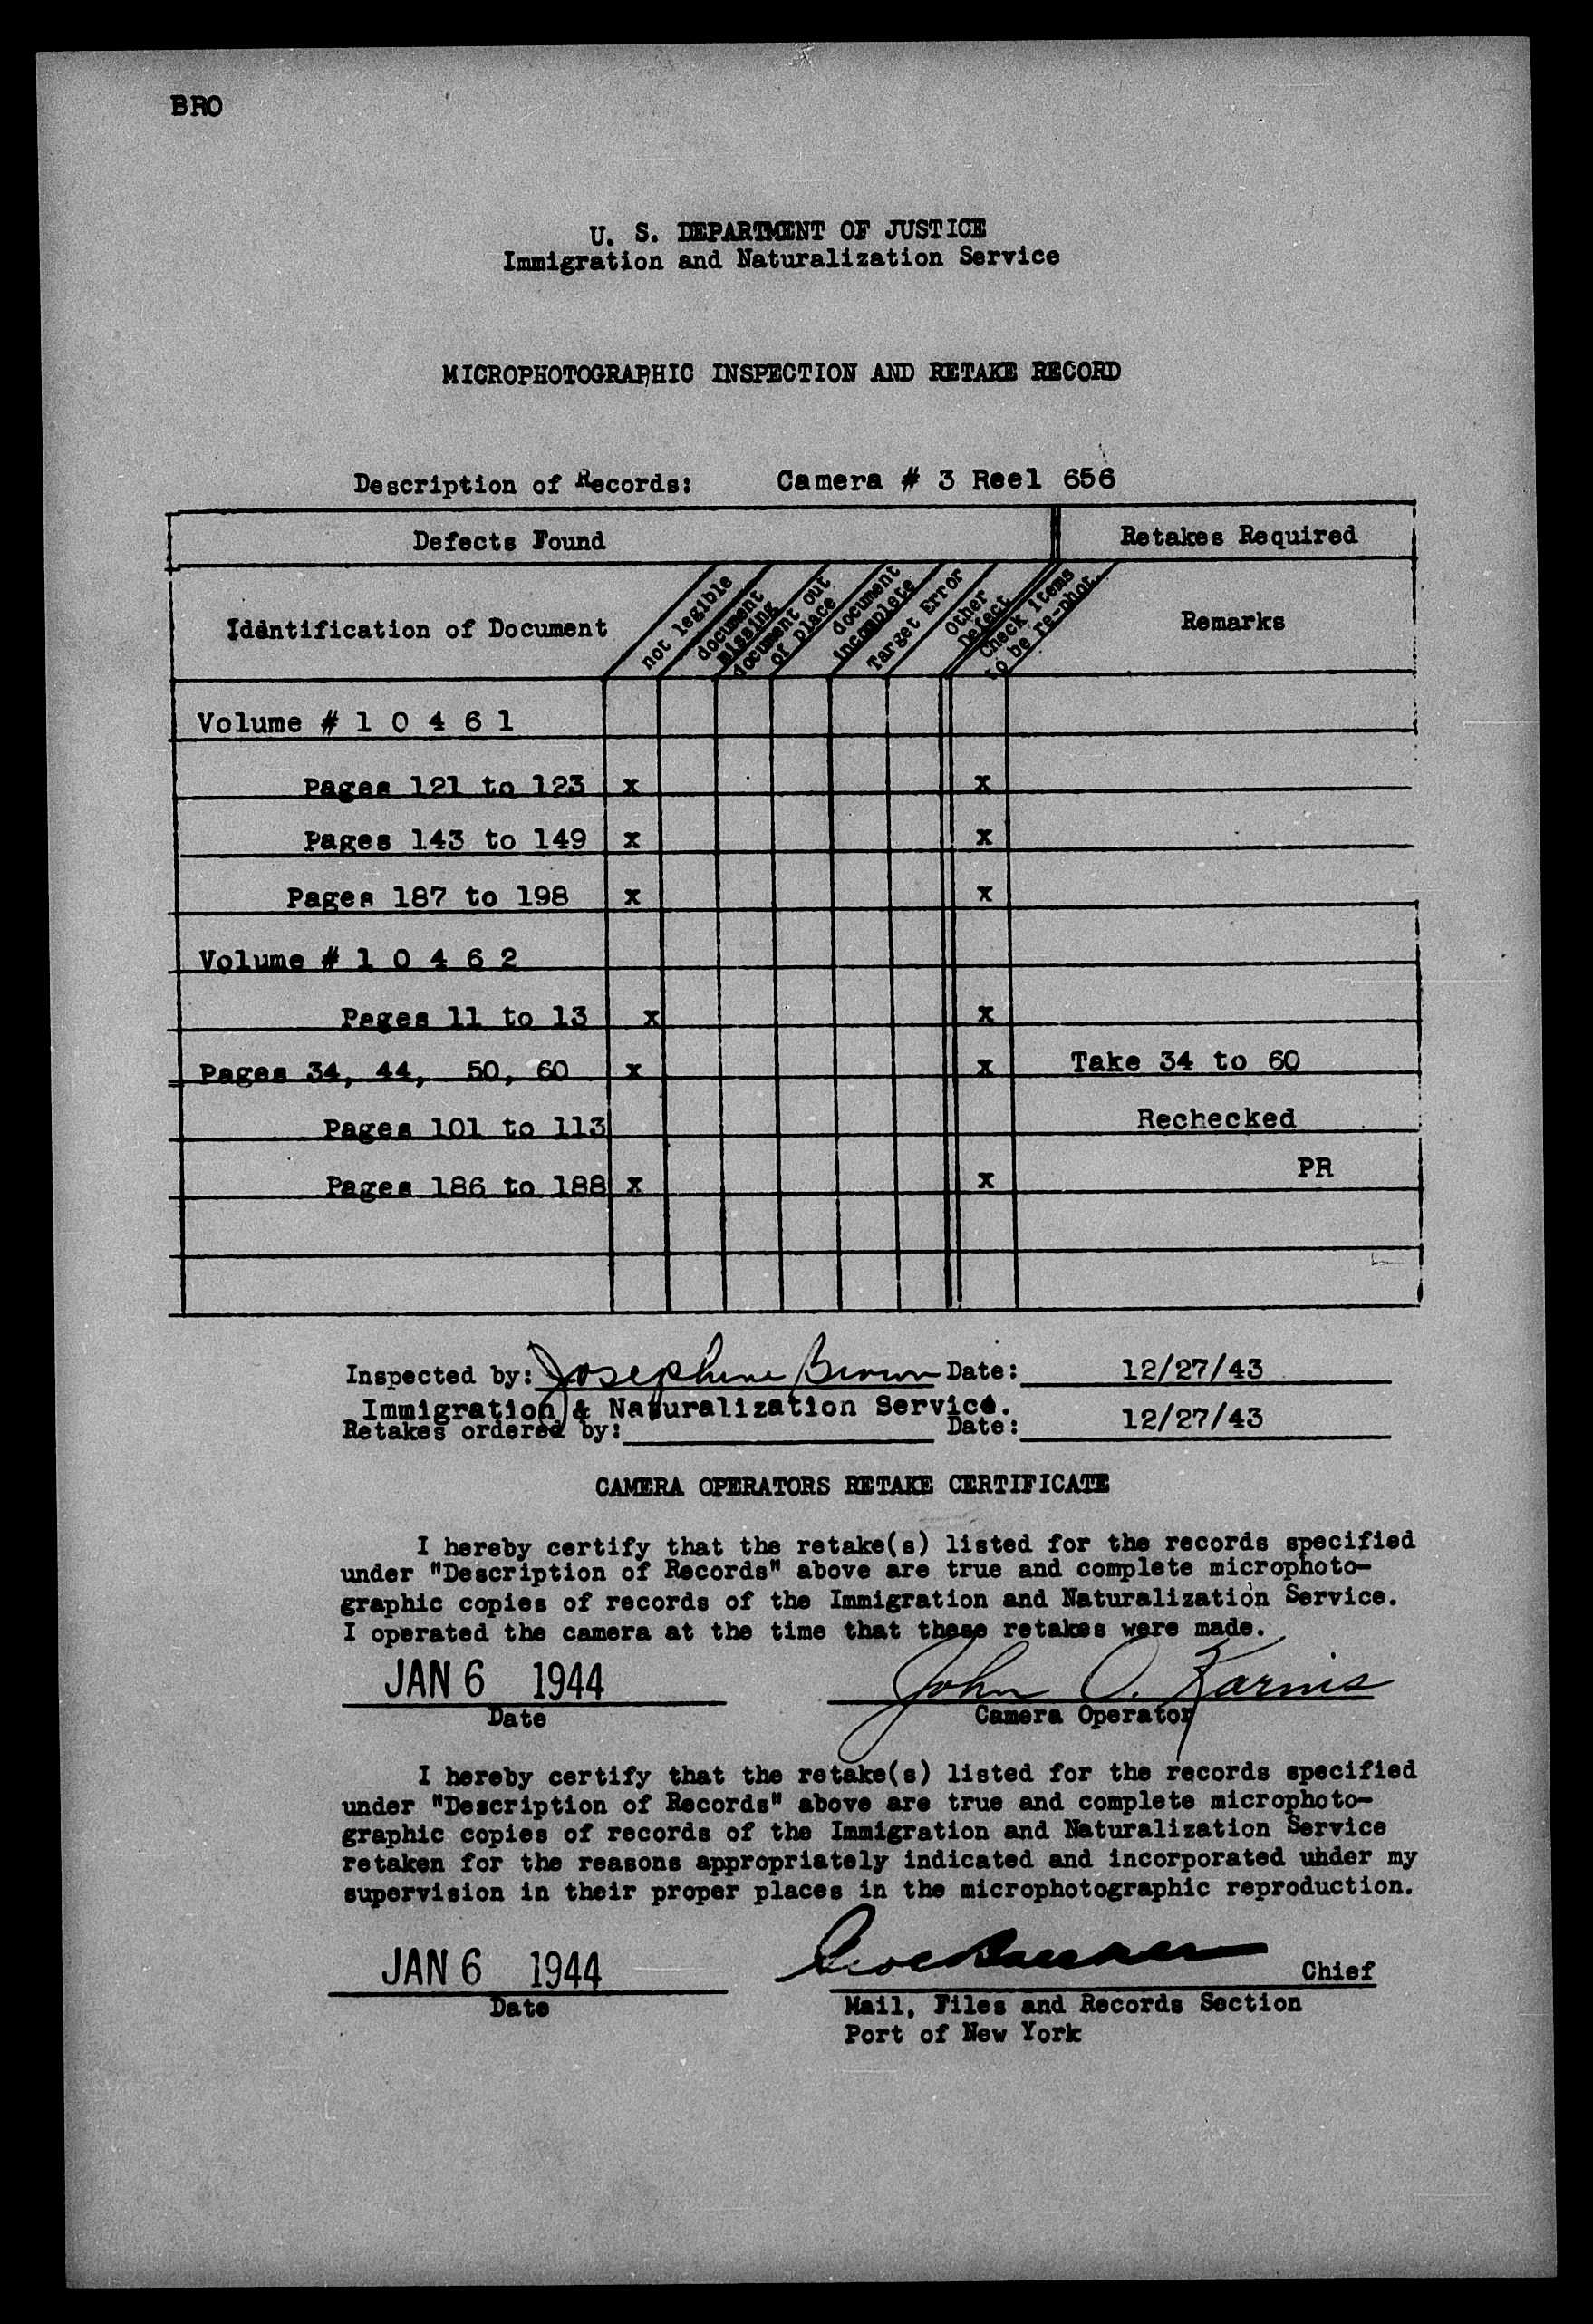 BRO
U. S. DEPARTMENT OF JUSTICE
Immigration and Naturalization Service
MICROPHOTOGRAPHIC INSPECTION AND RETAKE RECORD
Description of Records: Camera # 3 Reel 656
Defects Found Retakes Required
Identification of Document
not legible
document
missing
document out
of place
document
incomplete
Target Error
Other
Defect
Check items
to be re-phot.
Remarks
Volume # 1 0 4 6 1
Pages 121 to 123 x x
Pages 143 to 149 x x
Pages 187 to 198 x x
Volume # 1 0 4 6 2
Pages 11 to 13 x x
Pages 34, 44, 50, 60 x x Take 34 to 60
Pages 101 to 113 Rechecked
Pages 186 to 188 x x PR
Inspected by: Josephine Brown Date: 12/27/43
Immigration & Naturalization Service.
Retakes ordered by: Date: 12/27/43
CAMERA OPERATORS RETAKE CERTIFICATE
I hereby certify that the retake(s) listed for the records specified
under "Description of Records" above are true and complete microphoto-
graphic copies of records of the Immigration and Naturalization Service.
I operated the camera at the time that these retakes were made.
JAN 6 1944 John O. Karnis
Date Camera Operator
I hereby certify that the retake(s) listed for the records specified
under "Description of Records" above are true and complete microphoto-
graphic copies of records of the Immigration and Naturalization Service
retaken for the reasons appropriately indicated and incorporated under my
supervision in their proper places in the microphotographic reproduction.
JAN 6 1944 Chief
Date Mail, Files and Records Section
Port of New York